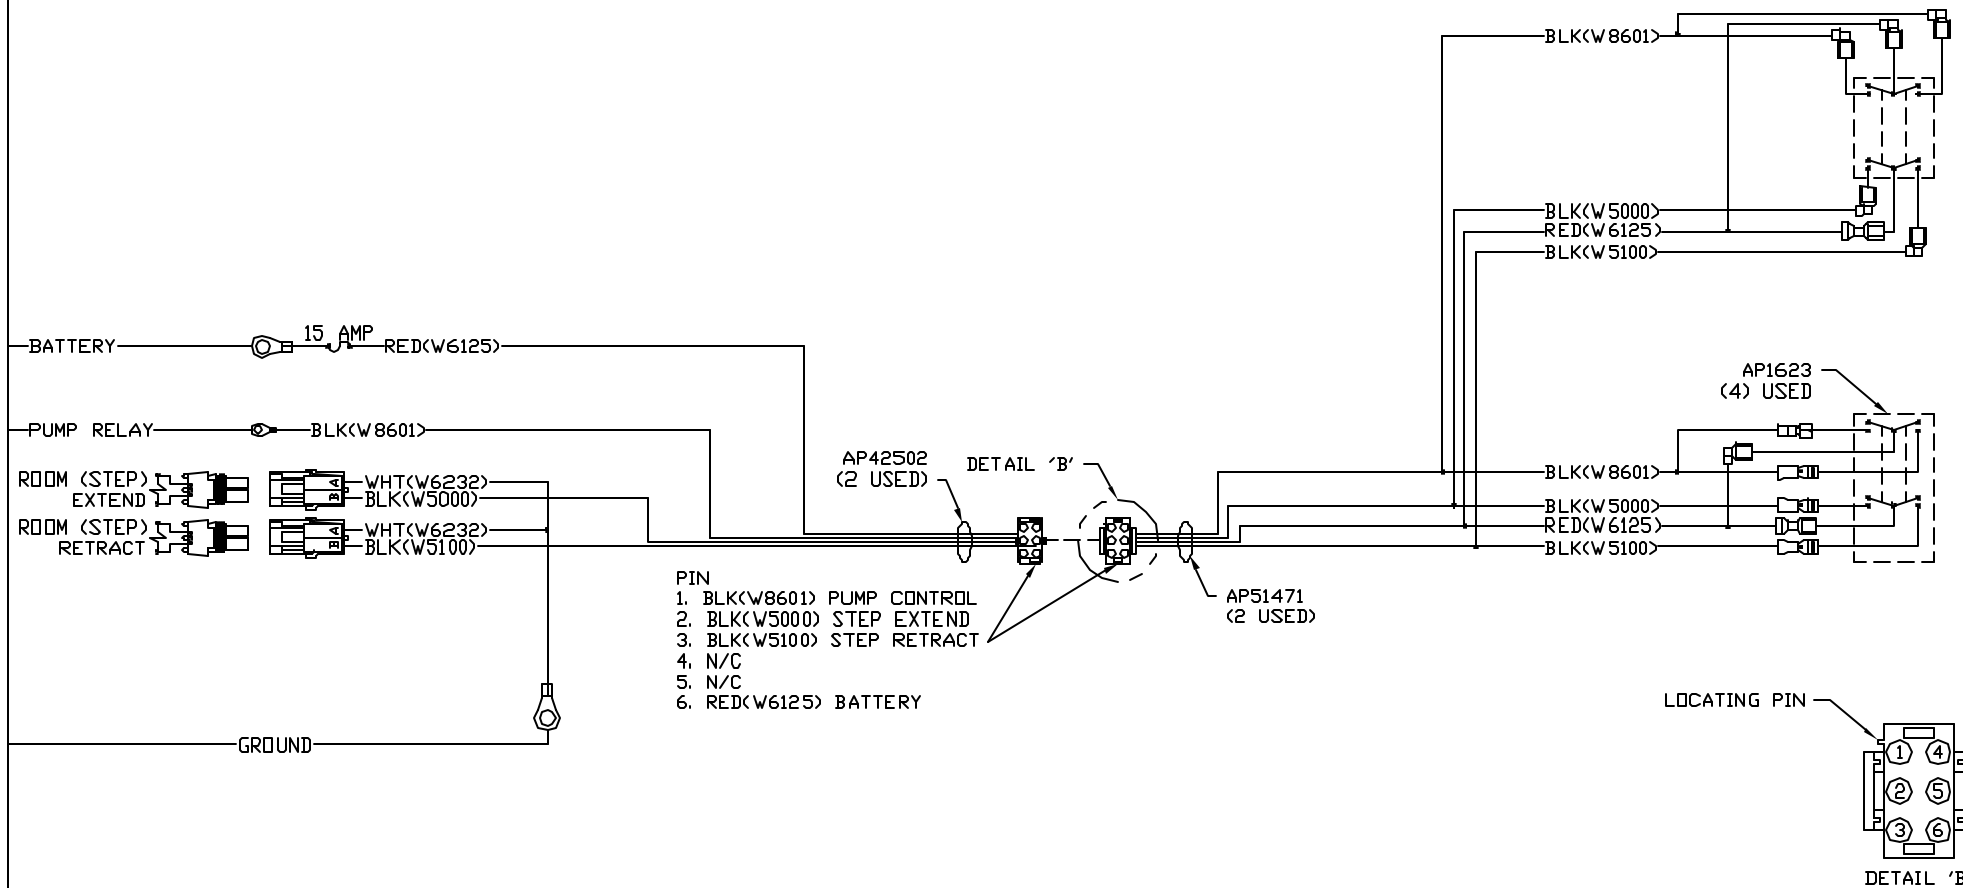 BLK(W8601)
BLK(W5000)
RED(W6125)
BLK(W5100)
15 AMP
BATTERY
RED(W6125)
AP1623
(4) USED
PUMP RELAY
BLK(W8601)
AP42502
(2 USED)
DETAIL 'B'
ROOM (STEP)
EXTEND
A
B
WHT(W6232)
BLK(W5000)
ROOM (STEP)
RETRACT
A
B
WHT(W6232)
BLK(W5100)
BLK(W8601)
BLK(W5000)
RED(W6125)
BLK(W5100)
PIN
1. BLK(W8601) PUMP CONTROL
2. BLK(W5000) STEP EXTEND
3. BLK(W5100) STEP RETRACT
4. N/C
5. N/C
6. RED(W6125) BATTERY
AP51471
(2 USED)
GROUND
LOCATING PIN
1 4
2 5
3 6
DETAIL 'B